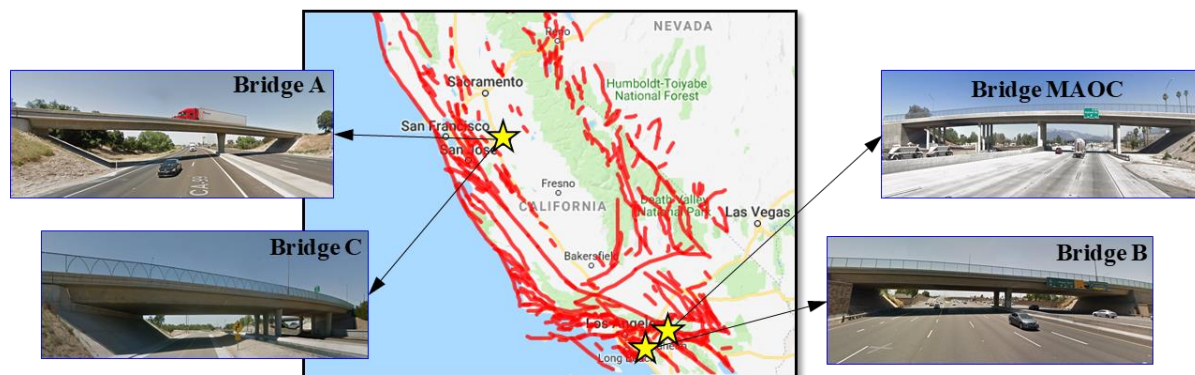 Bridge A
Bridge C
NEVADA
Reno
Humboldt-Toiyabe
National Forest
Sacramento
San Francisco
San Jose
Fresno
CALIFORNIA
Death Valley
National Park
Las Vegas
Bakersfield
Los Angeles
Long Beach
Bridge MAOC
Bridge B